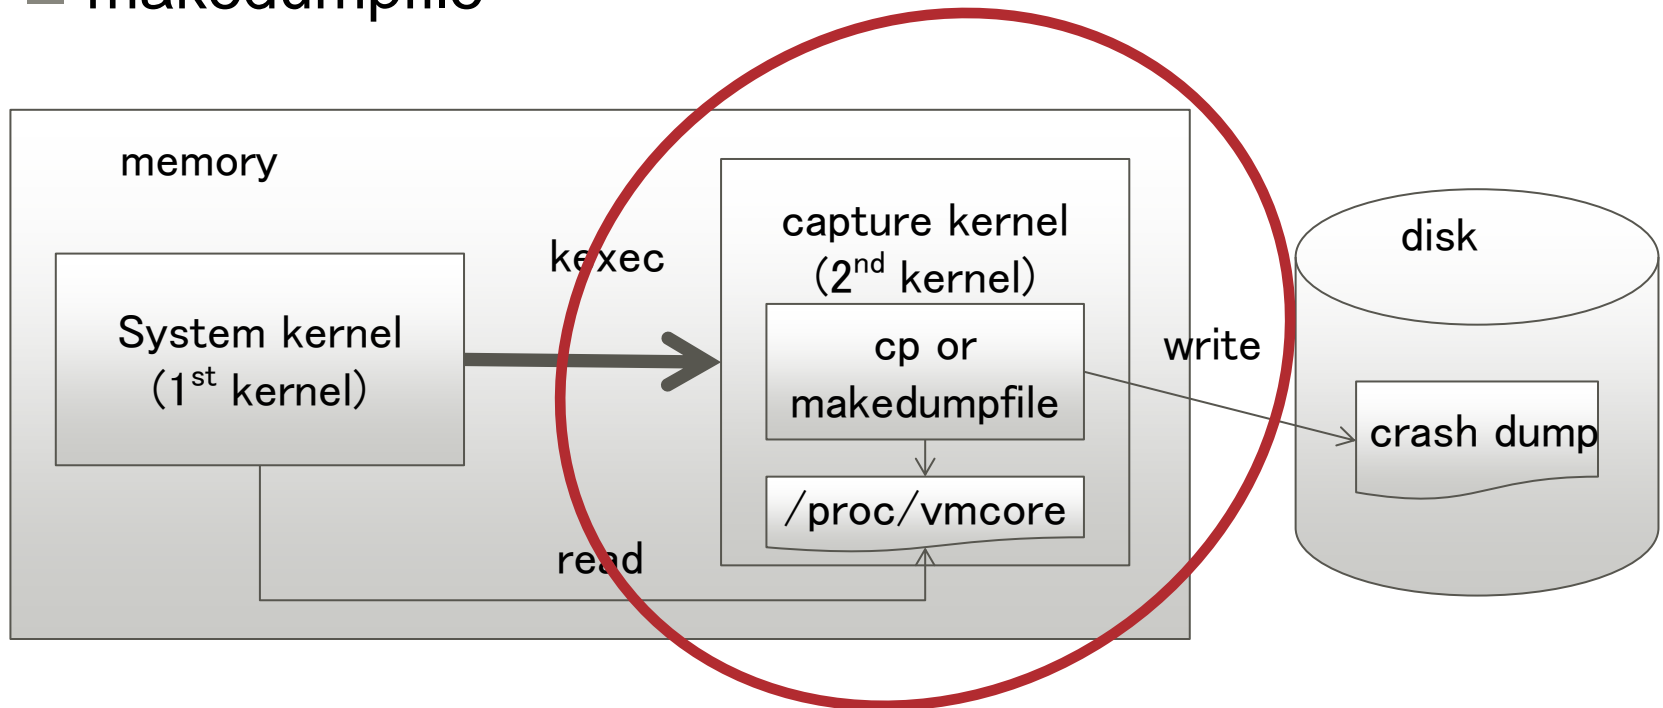 makedumpfile
memory
System kernel
(1st kernel)
kexec
capture kernel
(2nd kernel)
cp or
makedumpfile
/proc/vmcore
read
write
disk
crash dump